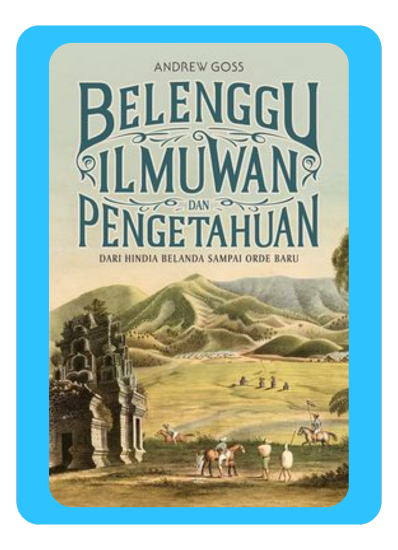 ANDREW GOSS
BELENGGU
ILMUWAN
DAN
PENGETAHUAN
DARI HINDIA BELANDA SAMPAI ORDE BARU